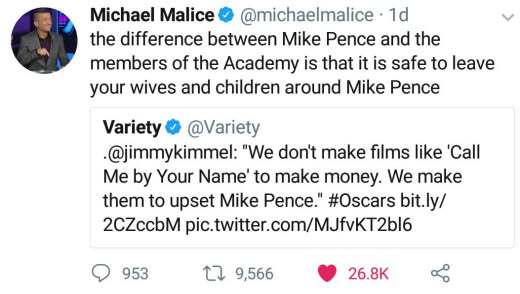 Michael Malice @michaelmalice · 1d
the difference between Mike Pence and the
members of the Academy is that it is safe to leave
your wives and children around Mike Pence
Variety @Variety
.@jimmykimmel: "We don't make films like 'Call
Me by Your Name' to make money. We make
them to upset Mike Pence." #Oscars bit.ly/
2CZccbM pic.twitter.com/MJfvKT2bl6
953 9,566 26.8K